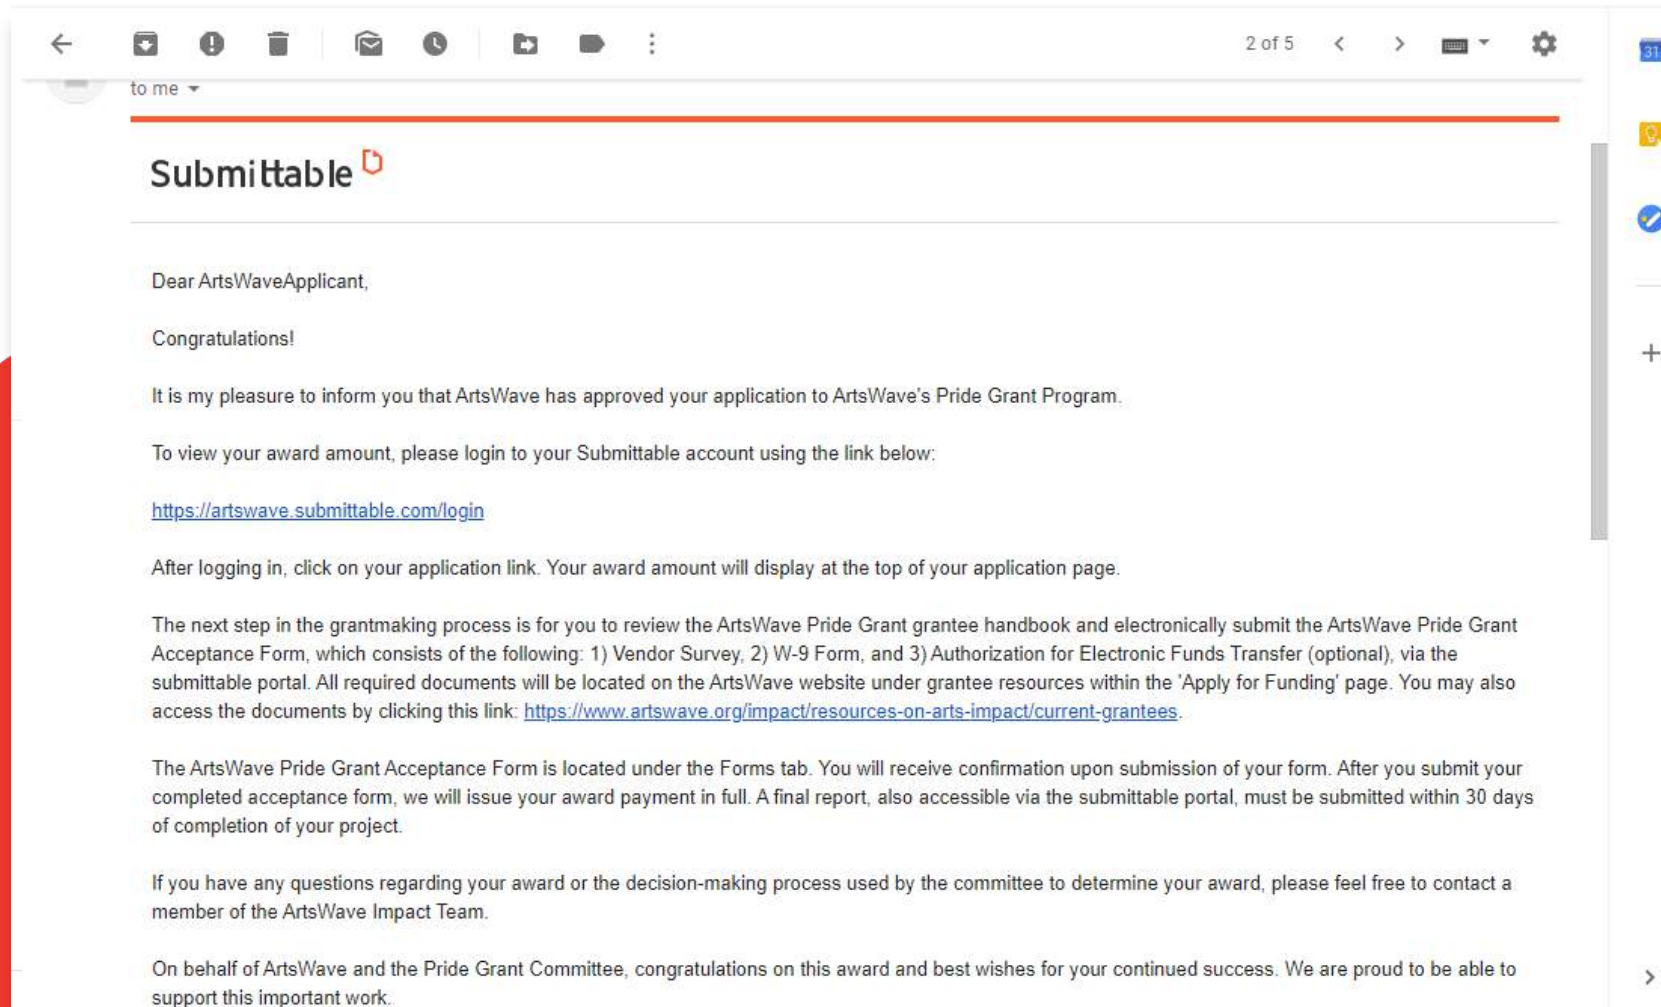 2 of 5
31
to me
Submittable
Dear ArtsWaveApplicant,
Congratulations!
It is my pleasure to inform you that ArtsWave has approved your application to ArtsWave's Pride Grant Program.
To view your award amount, please login to your Submittable account using the link below:
https://artswave.submittable.com/login
After logging in, click on your application link. Your award amount will display at the top of your application page.
The next step in the grantmaking process is for you to review the ArtsWave Pride Grant grantee handbook and electronically submit the ArtsWave Pride Grant
Acceptance Form, which consists of the following: 1) Vendor Survey, 2) W-9 Form, and 3) Authorization for Electronic Funds Transfer (optional), via the
submittable portal. All required documents will be located on the ArtsWave website under grantee resources within the 'Apply for Funding' page. You may also
access the documents by clicking this link: https://www.artswave.org/impact/resources-on-arts-impact/current-grantees.
The ArtsWave Pride Grant Acceptance Form is located under the Forms tab. You will receive confirmation upon submission of your form. After you submit your
completed acceptance form, we will issue your award payment in full. A final report, also accessible via the submittable portal, must be submitted within 30 days
of completion of your project.
If you have any questions regarding your award or the decision-making process used by the committee to determine your award, please feel free to contact a
member of the ArtsWave Impact Team.
On behalf of ArtsWave and the Pride Grant Committee, congratulations on this award and best wishes for your continued success. We are proud to be able to
support this important work.